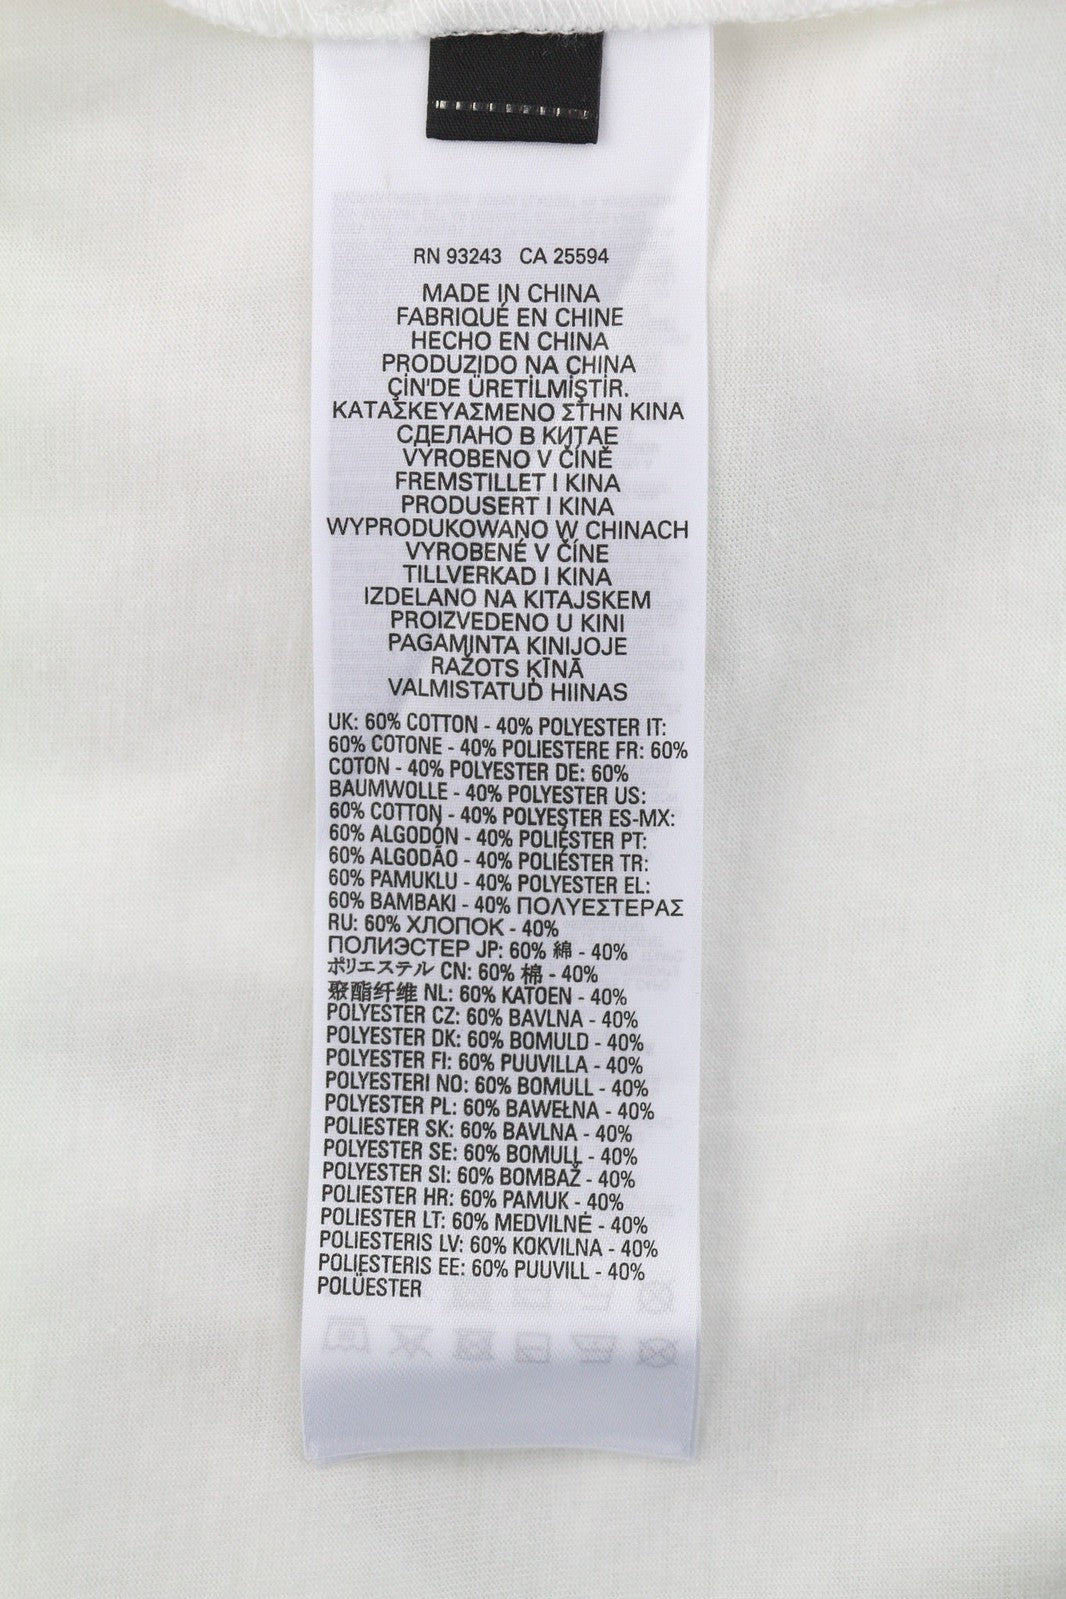 RN 93243 CA 25594
MADE IN CHINA
FABRIQUÉ EN CHINE
HECHO EN CHINA
PRODUZIDO NA CHINA
ÇİN'DE ÜRETİLMİŞTİR.
ΚΑΤΑΣΚΕΥΑΣΜΕΝΟ ΣΤΗΝ ΚΙΝΑ
СДЕЛАНО В КИТАЕ
VYROBENO V ČÍNĚ
FREMSTILLET I KINA
PRODUSERT I KINA
WYPRODUKOWANO W CHINACH
VYROBENÉ V ČÍNE
TILLVERKAD I KINA
IZDELANO NA KITAJSKEM
PROIZVEDENO U KINI
PAGAMINTA KINIJOJE
RAŽOTS ĶĪNĀ
VALMISTATUD HIINAS
UK: 60% COTTON - 40% POLYESTER IT:
60% COTONE - 40% POLIESTERE FR: 60%
COTON - 40% POLYESTER DE: 60%
BAUMWOLLE - 40% POLYESTER US:
60% COTTON - 40% POLYESTER ES-MX:
60% ALGODÓN - 40% POLIÉSTER PT:
60% ALGODÃO - 40% POLIÉSTER TR:
60% PAMUKLU - 40% POLYESTER EL:
60% BAMBAKI - 40% ΠΟΛΥΕΣΤΕΡΑΣ
RU: 60% ХЛОПОК - 40%
ПОЛИЭСТЕР JP: 60% 綿 - 40%
ポリエステル CN: 60% 棉 - 40%
聚酯纤维 NL: 60% KATOEN - 40%
POLYESTER CZ: 60% BAVLNA - 40%
POLYESTER DK: 60% BOMULD - 40%
POLYESTER FI: 60% PUUVILLA - 40%
POLYESTERI NO: 60% BOMULL - 40%
POLYESTER PL: 60% BAWEŁNA - 40%
POLIESTER SK: 60% BAVLNA - 40%
POLYESTER SE: 60% BOMULL - 40%
POLYESTER SI: 60% BOMBAŽ - 40%
POLIESTER HR: 60% PAMUK - 40%
POLIESTER LT: 60% MEDVILNĖ - 40%
POLIESTERIS LV: 60% KOKVILNA - 40%
POLIESTERIS EE: 60% PUUVILL - 40%
POLÜESTER